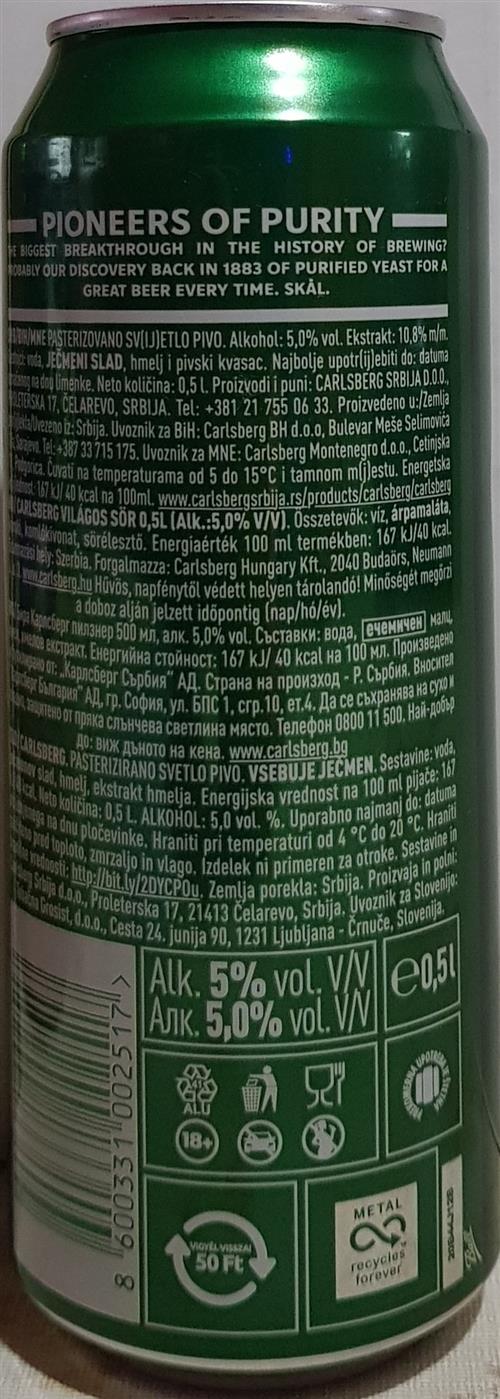 PIONEERS OF PURITY
BIGGEST BREAKTHROUGH IN THE HISTORY OF BREWING?
OUR DISCOVERY BACK IN 1883 OF PURIFIED YEAST FOR A
GREAT BEER EVERY TIME. SKÅL.
PASTERIZOVANO SV(IJ)ETLO PIVO. Alkohol: 5,0% vol. Ekstrakt: 10,8% m/m.
voda, JEČMENI SLAD, hmelj i pivski kvasac. Najbolje upotr(ij)ebiti do: datuma
na dnu limenke. Neto količina: 0,5 l. Proizvodi i puni: CARLSBERG SRBIJA D.O.O.,
17, ČELAREVO, SRBIJA. Tel: +381 21 755 06 33. Proizvedeno u:/Zemlja
iz: Srbija. Uvoznik za BiH: Carlsberg BH d.o.o, Bulevar Meše Selimovića
Sarajevo. Tel:+387 33 715 175. Uvoznik za MNE: Carlsberg Montenegro d.o.o., Cetinjska
Podgorica. Čuvati na temperaturama od 5 do 15°C i tamnom m(j)estu. Energetska
167 kJ/ 40 kcal na 100ml. www.carlsbergsrbija.rs/products/carlsberg/carlsberg
CARLSBERG VILÁGOS SÖR 0,5L (ALK.:5,0% V/V). Összetevők: víz, árpamaláta,
komlókivonat, sörélesztő. Energiaérték 100 ml termékben: 167 kJ/40 kcal.
hely: Szerbia. Forgalmazza: Carlsberg Hungary Kft., 2040 Budaörs, Neumann
www.carlsberg.hu Hűvös, napfénytől védett helyen tárolandó! Minőségét megőrzi
a doboz alján jelzett időpontig (nap/hó/év).
Карлсберг пилзнер 500 мл, алк. 5,0% vol. Съставки: вода, ечемичен малц,
екстракт. Енергийна стойност: 167 kJ/ 40 kcal на 100 мл. Произведено
от: „Карлсберг Сърбия" АД. Страна на произход - Р. Сърбия. Вносител
България" АД, гр. София, ул. БПС 1, сгр.10, ет.4. Да се съхранява на сухо и
защитено от пряка слънчева светлина място. Телефон 0800 11 500. Най-добър
до: виж дъното на кена. www.carlsberg.bg
CARLSBERG. PASTERIZIRANO SVETLO PIVO. VSEBUJE JEČMEN. Sestavine: voda,
slad, hmelj, ekstrakt hmelja. Energijska vrednost na 100 ml pijače: 167
kcal. Neto količina: 0,5 L. ALKOHOL: 5,0 vol. %. Uporabno najmanj do: datuma
na dnu pločevinke. Hraniti pri temperaturi od 4 °C do 20 °C. Hraniti
pred toploto, zmrzaljo in vlago. Izdelek ni primeren za otroke. Sestavine in
vrednosti: http://bit.ly/2DYCP0u. Zemlja porekla: Srbija. Proizvaja in polni:
Srbija d.o.o., Proleterska 17, 21413 Čelarevo, Srbija. Uvoznik za Slovenijo:
Grosist, d.o.o., Cesta 24. junija 90, 1231 Ljubljana - Črnuče, Slovenija.
Alk. 5% vol. V/V
Алк. 5,0% vol. V/V
e0,5l
41
ALU
18+
8 600331 002517 >
VIGYÉL VISSZA!
50 Ft
METAL
recycles
forever
Ball